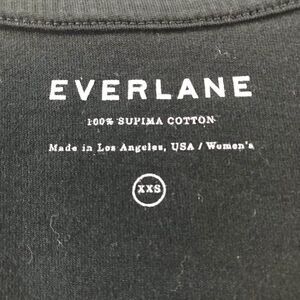 EVERLANE
100% SUPIMA COTTON
Made in Los Angeles, USA / Women's
XXS